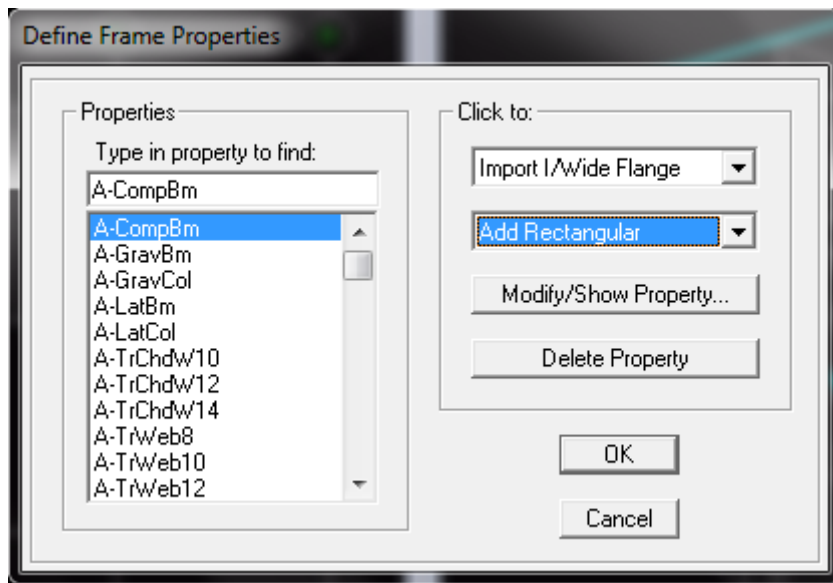 Define Frame Properties
Properties
Type in property to find:
A-CompBm
A-CompBm
A-GravBm
A-GravCol
A-LatBm
A-LatCol
A-TrChdW10
A-TrChdW12
A-TrChdW14
A-TrWeb8
A-TrWeb10
A-TrWeb12
Click to:
Import I/Wide Flange
Add Rectangular
Modify/Show Property...
Delete Property
OK
Cancel